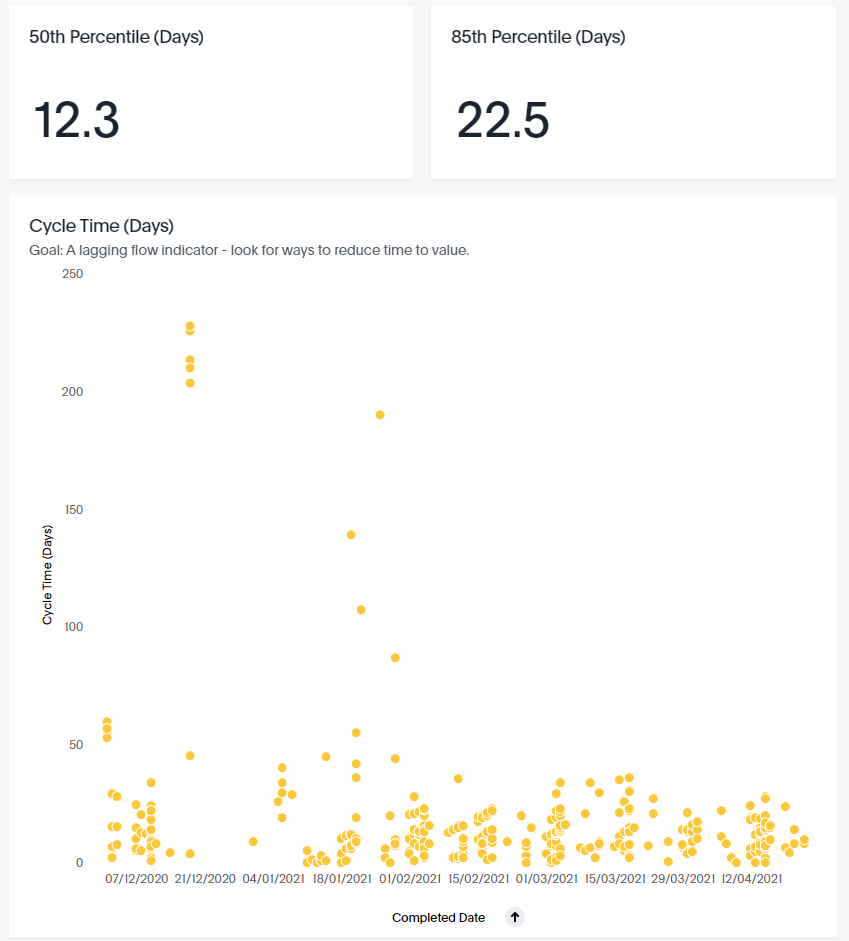 50th Percentile (Days)
85th Percentile (Days)
12.3
22.5
Cycle Time (Days)
Goal: A lagging flow indicator - look for ways to reduce time to value.
250
200
150
100
50
0
Cycle Time (Days)
07/12/2020 21/12/2020 04/01/2021 18/01/2021 01/02/2021 15/02/2021 01/03/2021 15/03/2021 29/03/2021 12/04/2021
Completed Date